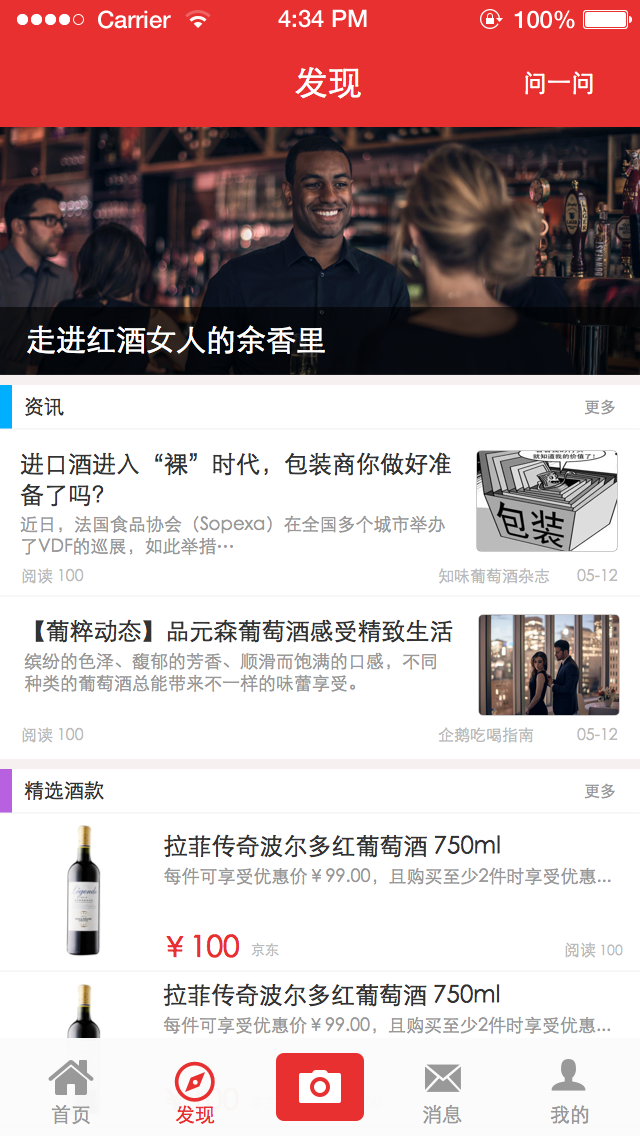 Carrier 4:34 PM 100%
发现 问一问
走进红酒女人的余香里
资讯 更多
进口酒进入“裸”时代，包装商你做好准
备了吗？
近日，法国食品协会（Sopexa）在全国多个城市举办
了VDF的巡展，如此举措…
就知道我的价值了！
包装
阅读 100 知味葡萄酒杂志 05-12
【葡粹动态】品元森葡萄酒感受精致生活
缤纷的色泽、馥郁的芳香、顺滑而饱满的口感，不同
种类的葡萄酒总能带来不一样的味蕾享受。
阅读 100 企鹅吃喝指南 05-12
精选酒款 更多
拉菲传奇波尔多红葡萄酒 750ml
每件可享受优惠价￥99.00，且购买至少2件时享受优惠...
Légende
￥100 京东 阅读 100
拉菲传奇波尔多红葡萄酒 750ml
每件可享受优惠价￥99.00，且购买至少2件时享受优惠...
首页 发现 消息 我的